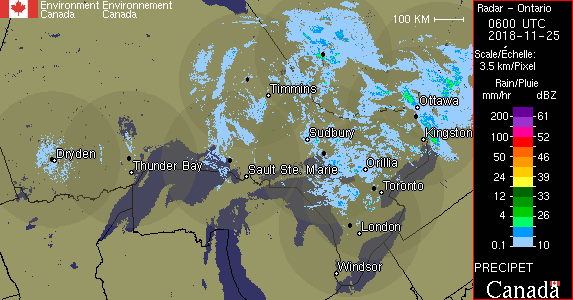 Environment Environnement
Canada Canada
100 KM
Timmins
Ottawa
Sudbury
Kingston
Dryden
Thunder Bay
Sault Ste. Marie
Orillia
Toronto
London
Windsor
Radar - Ontario
0600 UTC
2018-11-25
Scale/Échelle:
3.5 km/Pixel
Rain/Pluie
mm/hr dBZ
200 61
100 52
50 46
24 39
12 33
4 26
1 20
0.1 10
PRECIPET
Canada